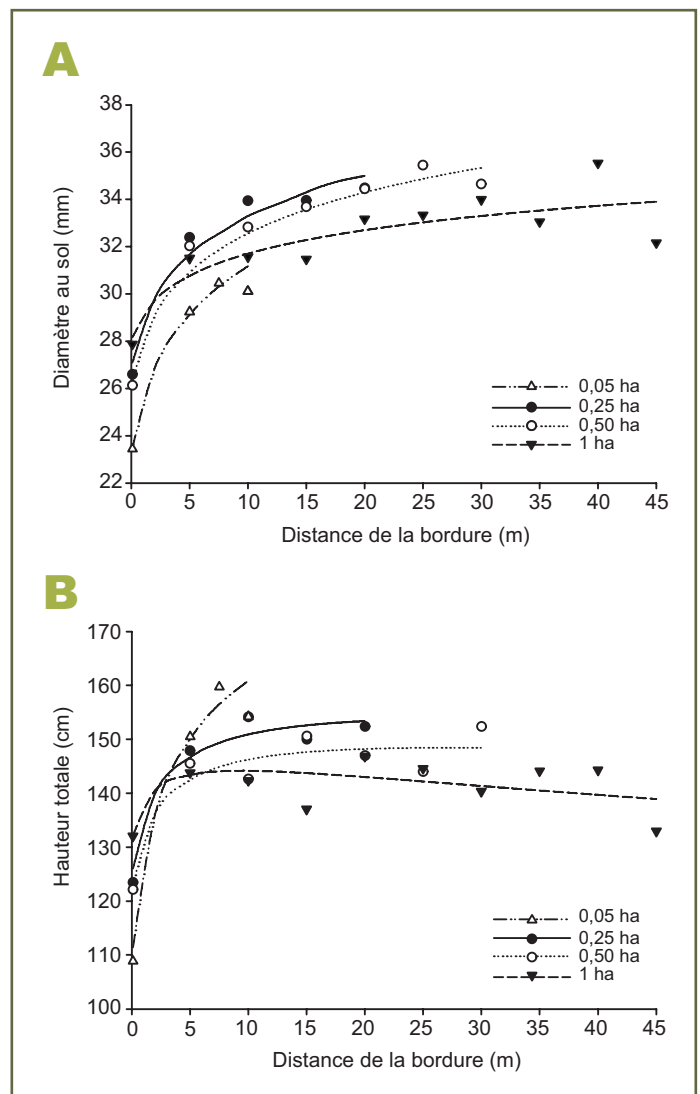 A
38
36
34
32
30
28
26
24
22
Diamètre au sol (mm)
0,05 ha
0,25 ha
0,50 ha
1 ha
0 5 10 15 20 25 30 35 40 45
Distance de la bordure (m)
B
170
160
150
140
130
120
110
100
Hauteur totale (cm)
0,05 ha
0,25 ha
0,50 ha
1 ha
0 5 10 15 20 25 30 35 40 45
Distance de la bordure (m)